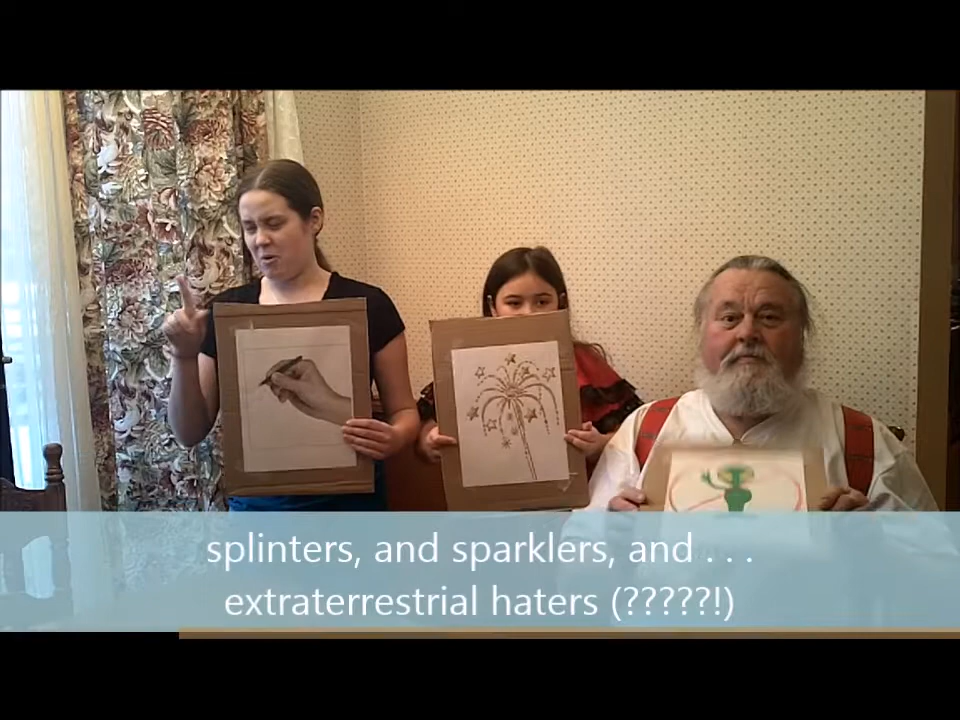 splinters, and sparklers, and . . .
extraterrestrial haters (?????!)